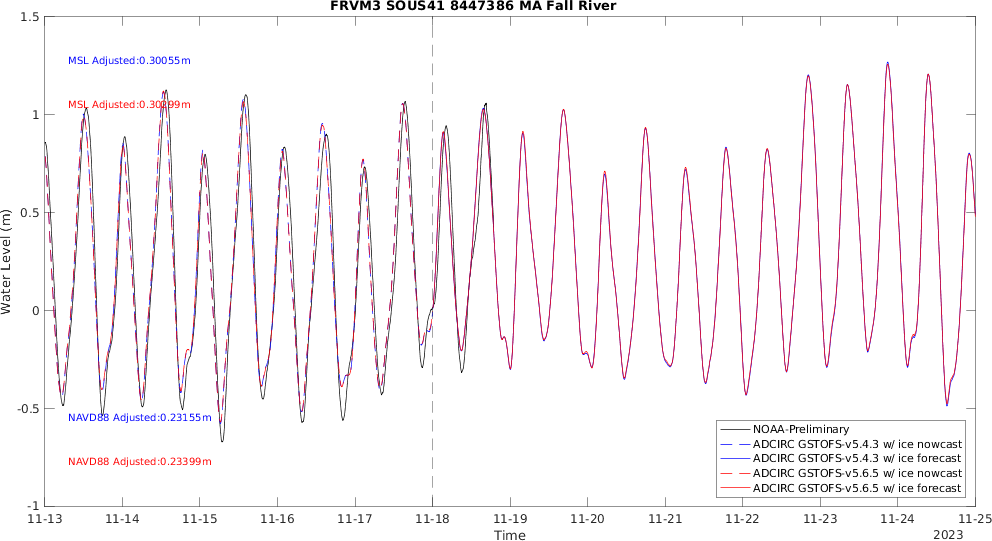 FRVM3 SOUS41 8447386 MA Fall River
1.5
1
0.5
0
-0.5
-1
Water Level (m)
MSL Adjusted:0.30055m
MSL Adjusted:0.30299m
NAVD88 Adjusted:0.23155m
NAVD88 Adjusted:0.23399m
NOAA-Preliminary
ADCIRC GSTOFS-v5.4.3 w/ ice nowcast
ADCIRC GSTOFS-v5.4.3 w/ ice forecast
ADCIRC GSTOFS-v5.6.5 w/ ice nowcast
ADCIRC GSTOFS-v5.6.5 w/ ice forecast
11-13 11-14 11-15 11-16 11-17 11-18 11-19 11-20 11-21 11-22 11-23 11-24 11-25
Time
2023